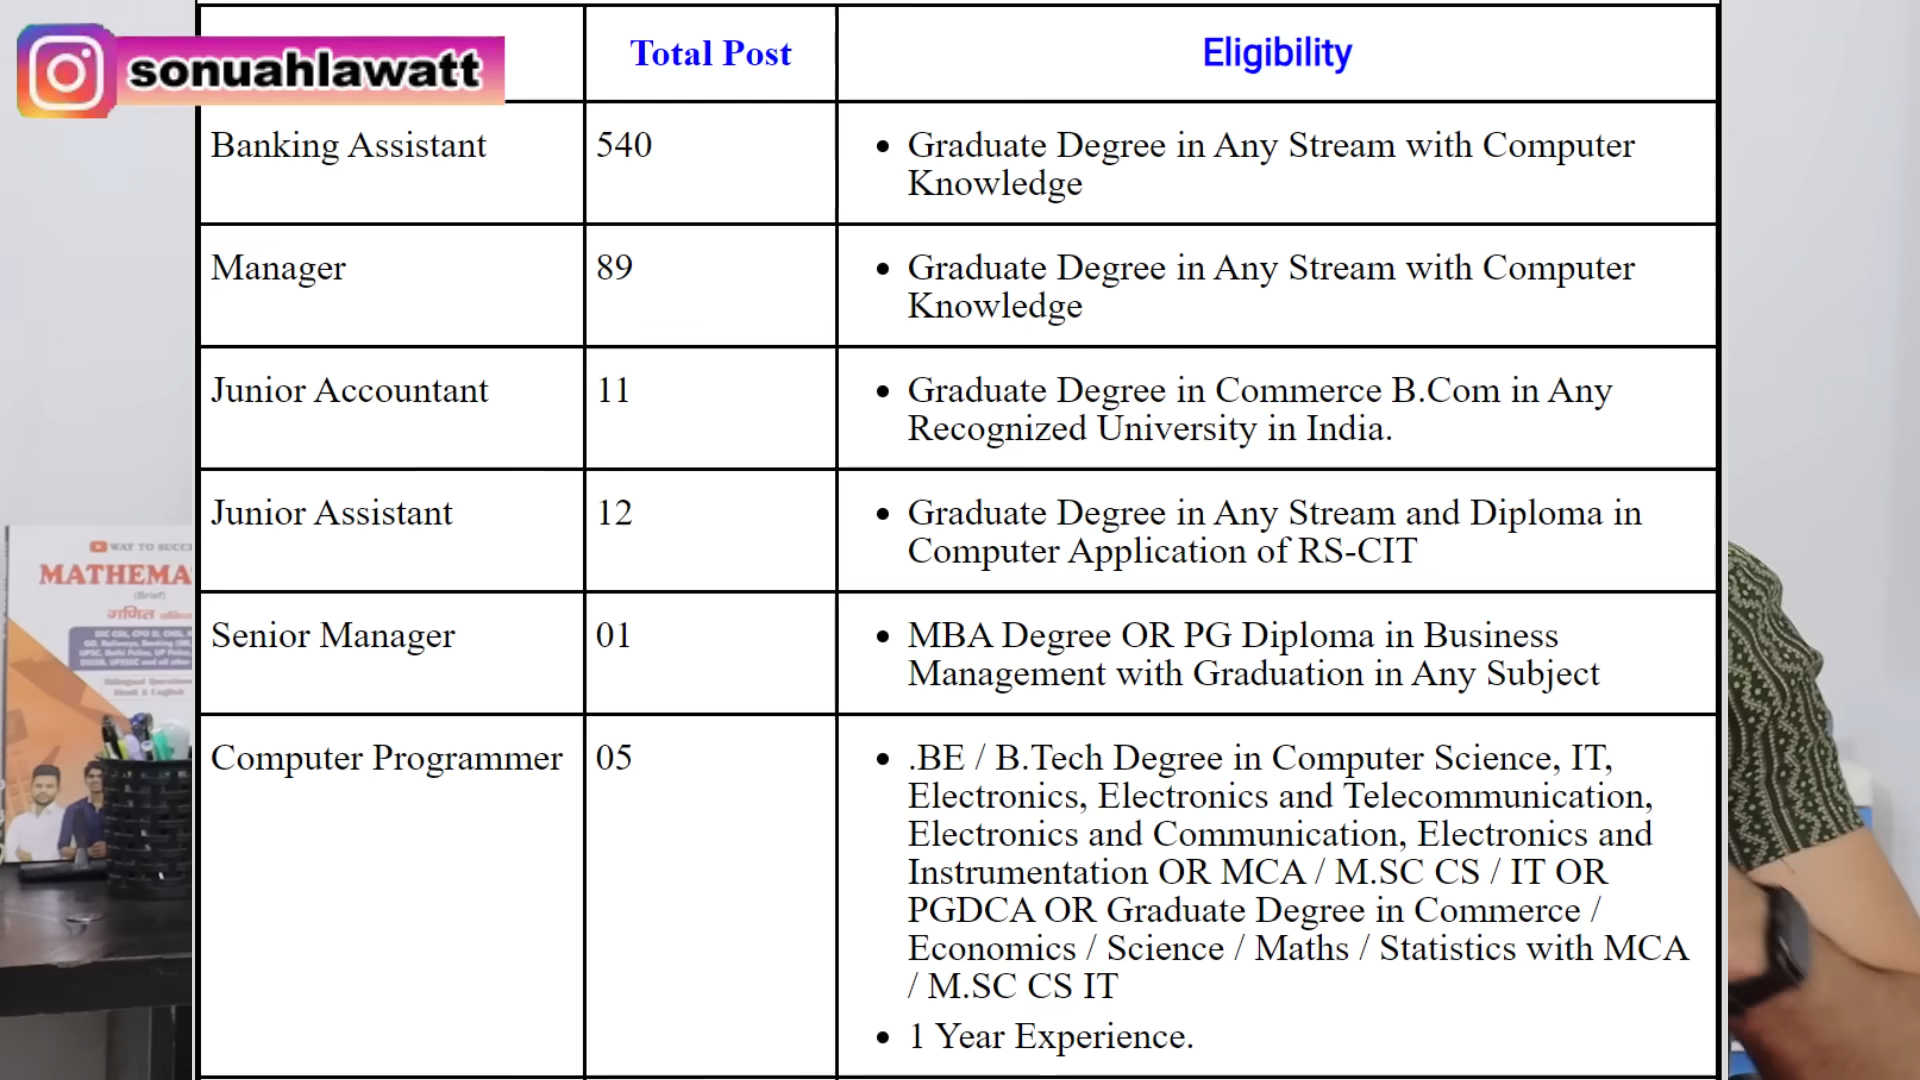 sonuahlawatt
Total Post
Eligibility
Banking Assistant
540
• Graduate Degree in Any Stream with Computer
Knowledge
Manager
89
• Graduate Degree in Any Stream with Computer
Knowledge
Junior Accountant
11
• Graduate Degree in Commerce B.Com in Any
Recognized University in India.
Junior Assistant
12
• Graduate Degree in Any Stream and Diploma in
Computer Application of RS-CIT
Senior Manager
01
• MBA Degree OR PG Diploma in Business
Management with Graduation in Any Subject
Computer Programmer
05
• .BE / B.Tech Degree in Computer Science, IT,
Electronics, Electronics and Telecommunication,
Electronics and Communication, Electronics and
Instrumentation OR MCA / M.SC CS / IT OR
PGDCA OR Graduate Degree in Commerce /
Economics / Science / Maths / Statistics with MCA
/ M.SC CS IT
• 1 Year Experience.
WAY TO SUCC
MATHEMA
(Brief)
गणित